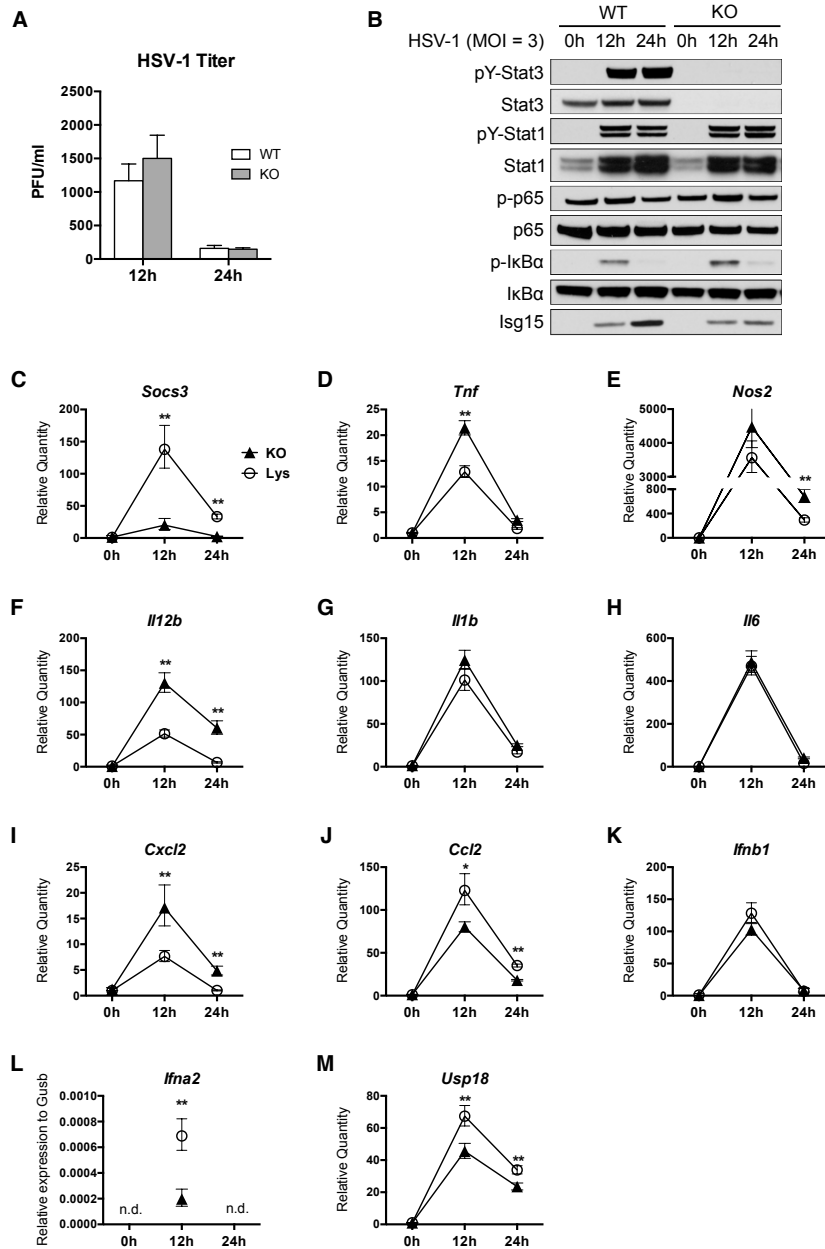 A
HSV-1 Titer
PFU/ml
2500
2000
1500
1000
500
0
12h
24h
WT
KO
B
WT
KO
HSV-1 (MOI = 3)
0h 12h 24h 0h 12h 24h
pY-Stat3
Stat3
pY-Stat1
Stat1
p-p65
p65
p-IκBα
IκBα
Isg15
C
Socs3
Relative Quantity
200
150
100
50
0
**
**
0h 12h 24h
KO
Lys
D
Tnf
Relative Quantity
25
20
15
10
5
0
**
0h 12h 24h
E
Nos2
Relative Quantity
5000
4000
3000
800
400
0
**
0h 12h 24h
F
Il12b
Relative Quantity
200
150
100
50
0
**
**
0h 12h 24h
G
Il1b
Relative Quantity
150
100
50
0
0h 12h 24h
H
Il6
Relative Quantity
600
400
200
0
0h 12h 24h
I
Cxcl2
Relative Quantity
25
20
15
10
5
0
**
**
0h 12h 24h
J
Ccl2
Relative Quantity
150
100
50
0
*
**
0h 12h 24h
K
Ifnb1
Relative Quantity
200
150
100
50
0
0h 12h 24h
L
Ifna2
Relative expression to Gusb
0.0010
0.0008
0.0006
0.0004
0.0002
0.0000
**
n.d.
n.d.
0h 12h 24h
M
Usp18
Relative Quantity
80
60
40
20
0
**
**
0h 12h 24h